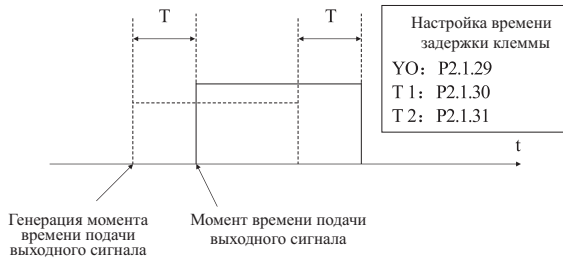 T
T
Настройка времени
задержки клеммы
YO: P2.1.29
T 1: P2.1.30
T 2: P2.1.31
t
Генерация момента
времени подачи
выходного сигнала
Момент времени подачи
выходного сигнала